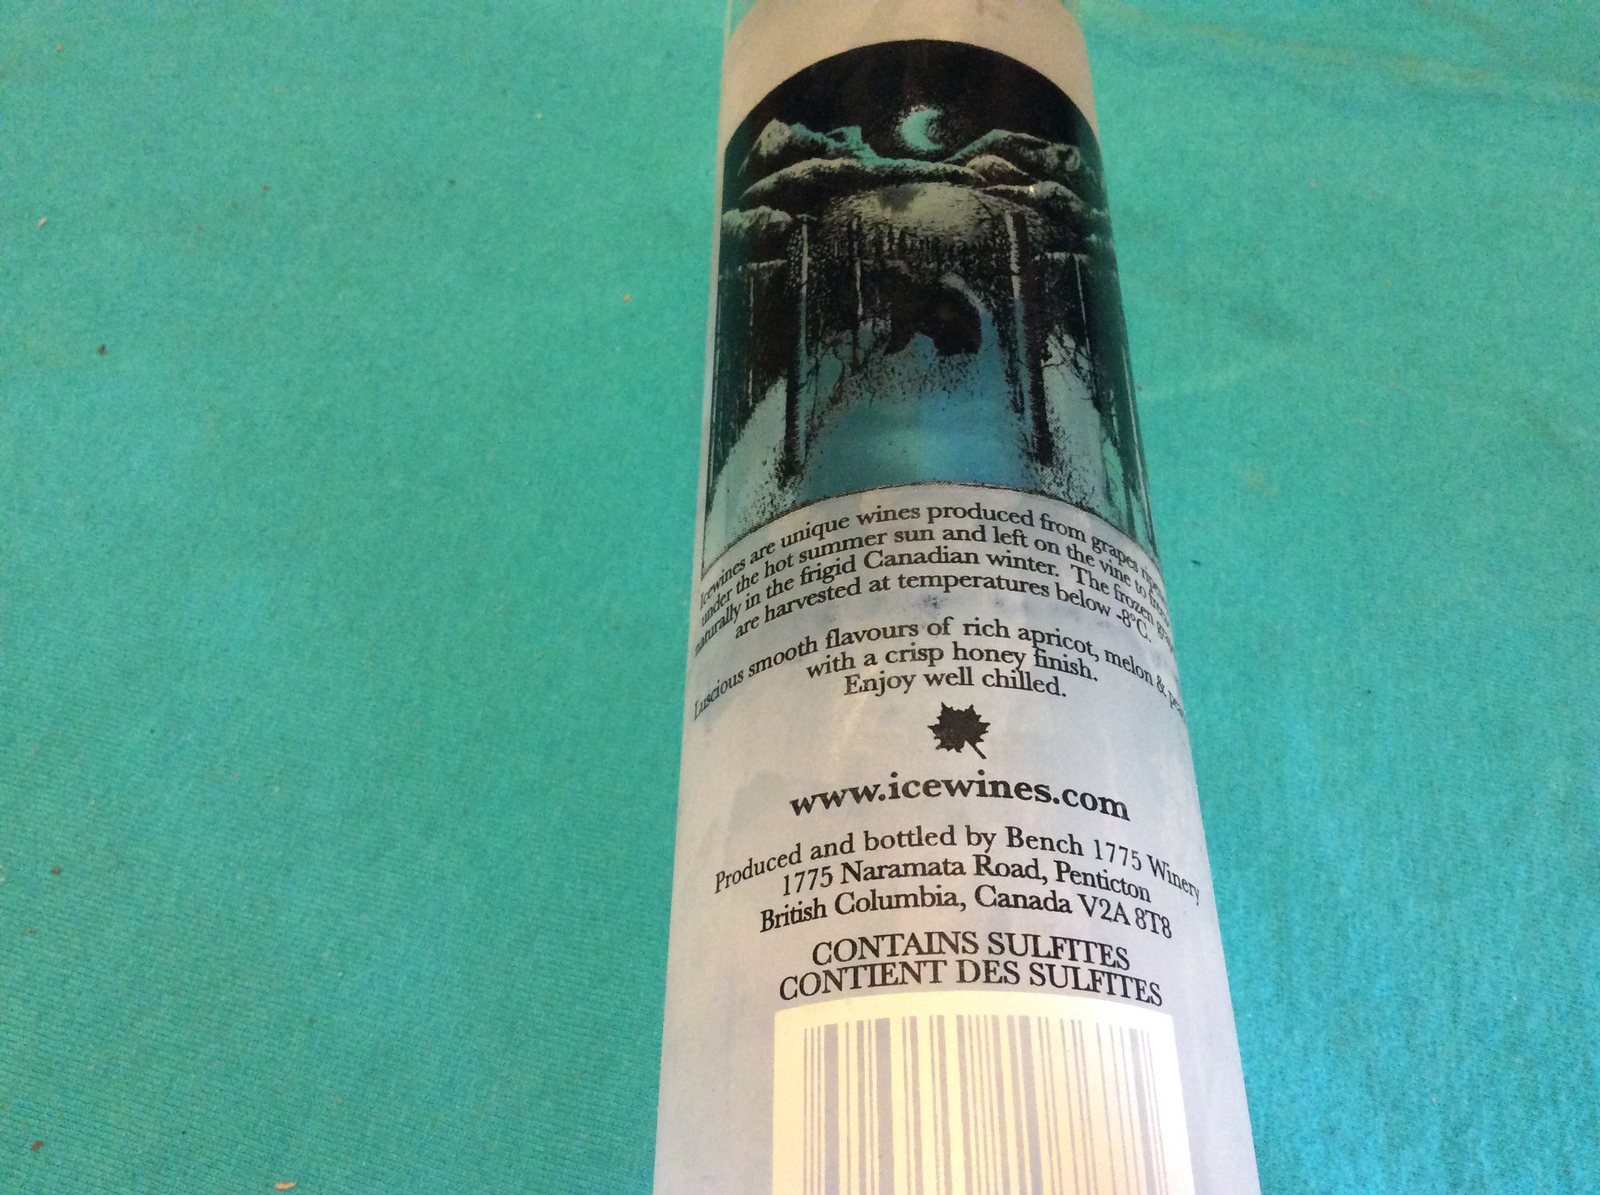 Icewines are unique wines produced from grapes
under the hot summer sun and left on the vine to
naturally in the frigid Canadian winter. The frozen
are harvested at temperatures below -8°C.
Luscious smooth flavours of rich apricot, melon &
with a crisp honey finish.
Enjoy well chilled.
www.icewines.com
Produced and bottled by Bench 1775 Winery
1775 Naramata Road, Penticton
British Columbia, Canada V2A 8T8
CONTAINS SULFITES
CONTIENT DES SULFITES